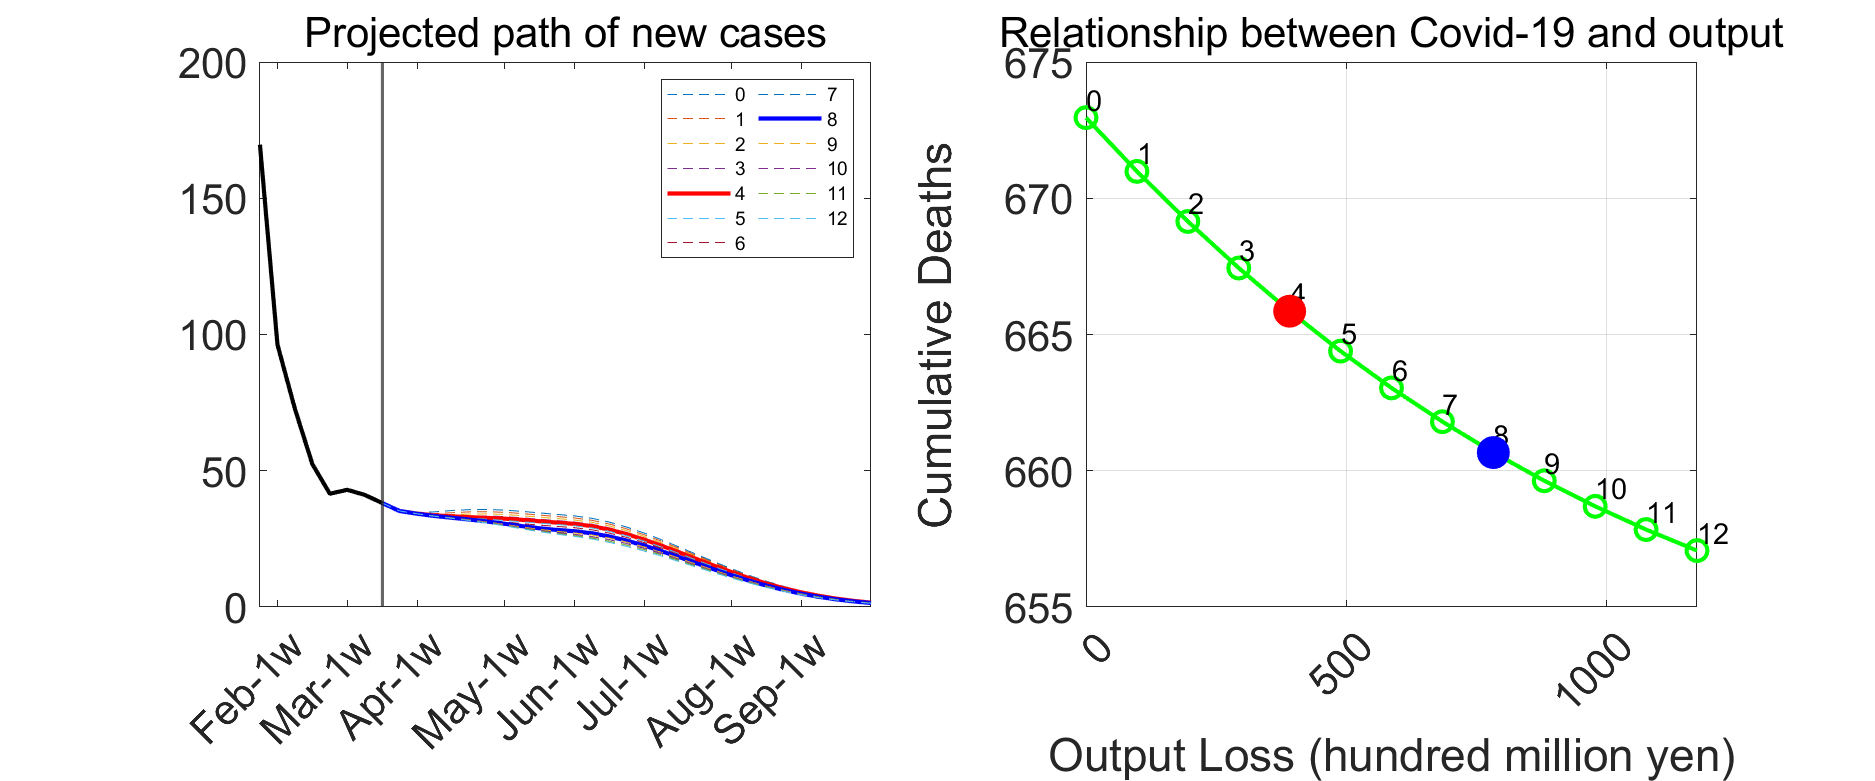 Projected path of new cases
200
150
100
50
0
Feb-1w
Mar-1w
Apr-1w
May-1w
Jun-1w
Jul-1w
Aug-1w
Sep-1w
0 7
1 8
2 9
3 10
4 11
5 12
6
Relationship between Covid-19 and output
675
670
665
660
655
Cumulative Deaths
0
1
2
3
4
5
6
7
8
9
10
11
12
0
500
1000
Output Loss (hundred million yen)